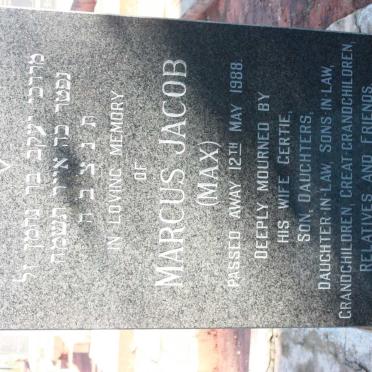 מרדכי יעקב בן נחמן ז״ל
נפטר כה אייר תשמח
ת נ צ ב ה
IN LOVING MEMORY
OF
MARCUS JACOB
(MAX)
PASSED AWAY 12TH MAY 1988.
DEEPLY MOURNED BY
HIS WIFE GERTIE,
SON, DAUGHTERS,
DAUGHTER-IN-LAW, SONS IN LAW,
GRANDCHILDREN, GREAT-GRANDCHILDREN,
RELATIVES AND FRIENDS.